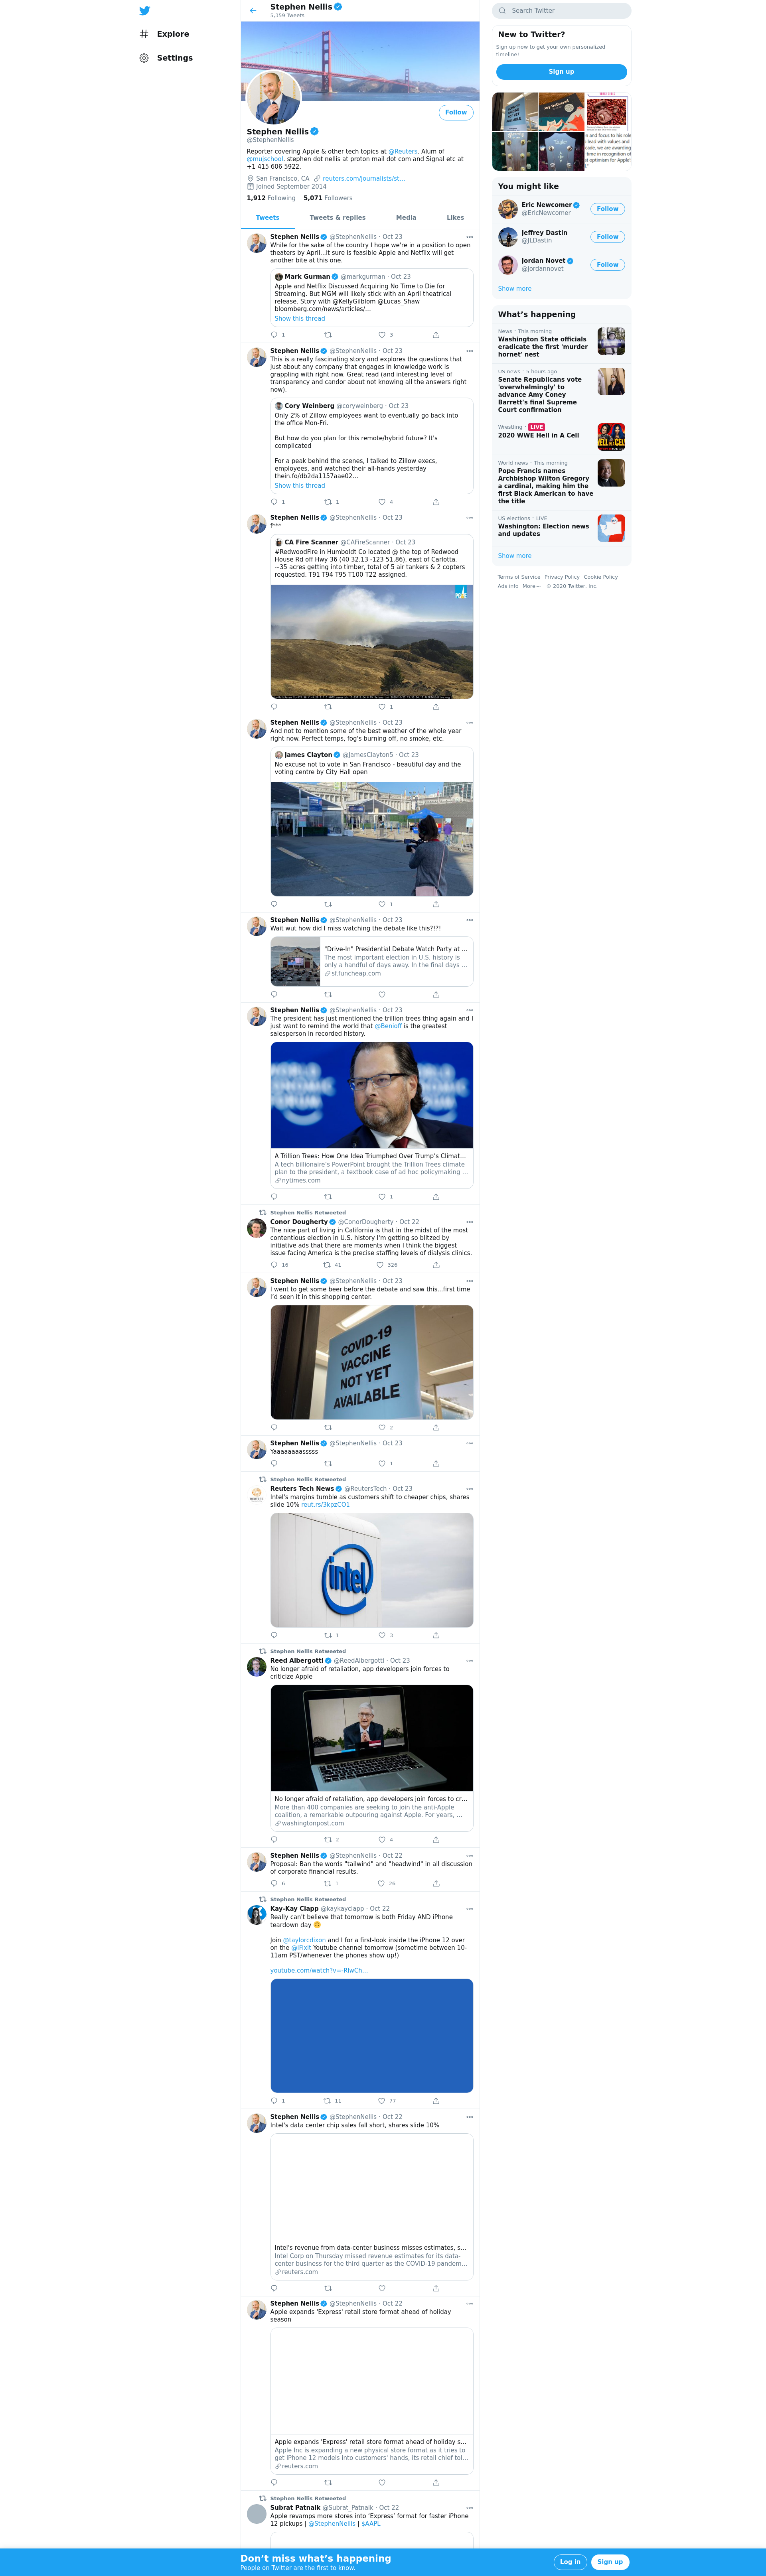 Stephen Nellis
5,359 Tweets
Explore
Settings
Search Twitter
New to Twitter?
Sign up now to get your own personalized
timeline!
Sign up
Follow
Stephen Nellis
@StephenNellis
Reporter covering Apple & other tech topics at @Reuters. Alum of
@mujschool. stephen dot nellis at proton mail dot com and Signal etc at
+1 415 606 5922.
San Francisco, CA reuters.com/journalists/st…
Joined September 2014
1,912 Following 5,071 Followers
Tweets Tweets & replies Media Likes
Stephen Nellis @StephenNellis · Oct 23
While for the sake of the country I hope we're in a position to open
theaters by April...it sure is feasible Apple and Netflix will get
another bite at this one.
Mark Gurman @markgurman · Oct 23
Apple and Netflix Discussed Acquiring No Time to Die for
Streaming. But MGM will likely stick with an April theatrical
release. Story with @KellyGilblom @Lucas_Shaw
bloomberg.com/news/articles/…
Show this thread
1 3
Stephen Nellis @StephenNellis · Oct 23
This is a really fascinating story and explores the questions that
just about any company that engages in knowledge work is
grappling with right now. Great read (and interesting level of
transparency and candor about not knowing all the answers right
now).
Cory Weinberg @coryweinberg · Oct 23
Only 2% of Zillow employees want to eventually go back into
the office Mon-Fri.
But how do you plan for this remote/hybrid future? It's
complicated
For a peak behind the scenes, I talked to Zillow execs,
employees, and watched their all-hands yesterday
thein.fo/db2da1157aae02…
Show this thread
1 1 4
Stephen Nellis @StephenNellis · Oct 23
f***
CA Fire Scanner @CAFireScanner · Oct 23
#RedwoodFire in Humboldt Co located @ the top of Redwood
House Rd off Hwy 36 (40 32.13 -123 51.86), east of Carlotta.
~35 acres getting into timber, total of 5 air tankers & 2 copters
requested. T91 T94 T95 T100 T22 assigned.
1
Stephen Nellis @StephenNellis · Oct 23
And not to mention some of the best weather of the whole year
right now. Perfect temps, fog's burning off, no smoke, etc.
James Clayton @JamesClayton5 · Oct 23
No excuse not to vote in San Francisco - beautiful day and the
voting centre by City Hall open
1
Stephen Nellis @StephenNellis · Oct 23
Wait wut how did I miss watching the debate like this?!?!
"Drive-In" Presidential Debate Watch Party at …
The most important election in U.S. history is
only a handful of days away. In the final days …
sf.funcheap.com
Stephen Nellis @StephenNellis · Oct 23
The president has just mentioned the trillion trees thing again and I
just want to remind the world that @Benioff is the greatest
salesperson in recorded history.
A Trillion Trees: How One Idea Triumphed Over Trump's Climat…
A tech billionaire's PowerPoint brought the Trillion Trees climate
plan to the president, a textbook case of ad hoc policymaking …
nytimes.com
1
Stephen Nellis Retweeted
Conor Dougherty @ConorDougherty · Oct 22
The nice part of living in California is that in the midst of the most
contentious election in U.S. history I'm getting so blitzed by
initiative ads that there are moments when I think the biggest
issue facing America is the precise staffing levels of dialysis clinics.
16 41 326
Stephen Nellis @StephenNellis · Oct 23
I went to get some beer before the debate and saw this...first time
I'd seen it in this shopping center.
COVID-19
VACCINE
NOT YET
AVAILABLE
2
Stephen Nellis @StephenNellis · Oct 23
Yaaaaaaaasssss
1
Stephen Nellis Retweeted
Reuters Tech News @ReutersTech · Oct 23
Intel's margins tumble as customers shift to cheaper chips, shares
slide 10% reut.rs/3kpzCO1
intel
1 3
Stephen Nellis Retweeted
Reed Albergotti @ReedAlbergotti · Oct 23
No longer afraid of retaliation, app developers join forces to
criticize Apple
No longer afraid of retaliation, app developers join forces to cr…
More than 400 companies are seeking to join the anti-Apple
coalition, a remarkable outpouring against Apple. For years, …
washingtonpost.com
2 4
Stephen Nellis @StephenNellis · Oct 22
Proposal: Ban the words "tailwind" and "headwind" in all discussion
of corporate financial results.
6 1 26
Stephen Nellis Retweeted
Kay-Kay Clapp @kaykayclapp · Oct 22
Really can't believe that tomorrow is both Friday AND iPhone
teardown day
Join @taylorcdixon and I for a first-look inside the iPhone 12 over
on the @iFixit Youtube channel tomorrow (sometime between 10-
11am PST/whenever the phones show up!)
youtube.com/watch?v=-RIwCh…
1 11 77
Stephen Nellis @StephenNellis · Oct 22
Intel's data center chip sales fall short, shares slide 10%
Intel's revenue from data-center business misses estimates, s…
Intel Corp on Thursday missed revenue estimates for its data-
center business for the third quarter as the COVID-19 pandem…
reuters.com
Stephen Nellis @StephenNellis · Oct 22
Apple expands 'Express' retail store format ahead of holiday
season
Apple expands 'Express' retail store format ahead of holiday s…
Apple Inc is expanding a new physical store format as it tries to
get iPhone 12 models into customers' hands, its retail chief tol…
reuters.com
Stephen Nellis Retweeted
Subrat Patnaik @Subrat_Patnaik · Oct 22
Apple revamps more stores into 'Express' format for faster iPhone
12 pickups | @StephenNellis | $AAPL
You might like
Eric Newcomer
@EricNewcomer
Follow
Jeffrey Dastin
@JLDastin
Follow
Jordan Novet
@jordannovet
Follow
Show more
What's happening
News · This morning
Washington State officials
eradicate the first 'murder
hornet' nest
US news · 5 hours ago
Senate Republicans vote
'overwhelmingly' to
advance Amy Coney
Barrett's final Supreme
Court confirmation
Wrestling · LIVE
2020 WWE Hell in A Cell
World news · This morning
Pope Francis names
Archbishop Wilton Gregory
a cardinal, making him the
first Black American to have
the title
US elections · LIVE
Washington: Election news
and updates
Show more
Terms of Service Privacy Policy Cookie Policy
Ads info More © 2020 Twitter, Inc.
Don't miss what's happening
People on Twitter are the first to know.
Log in Sign up